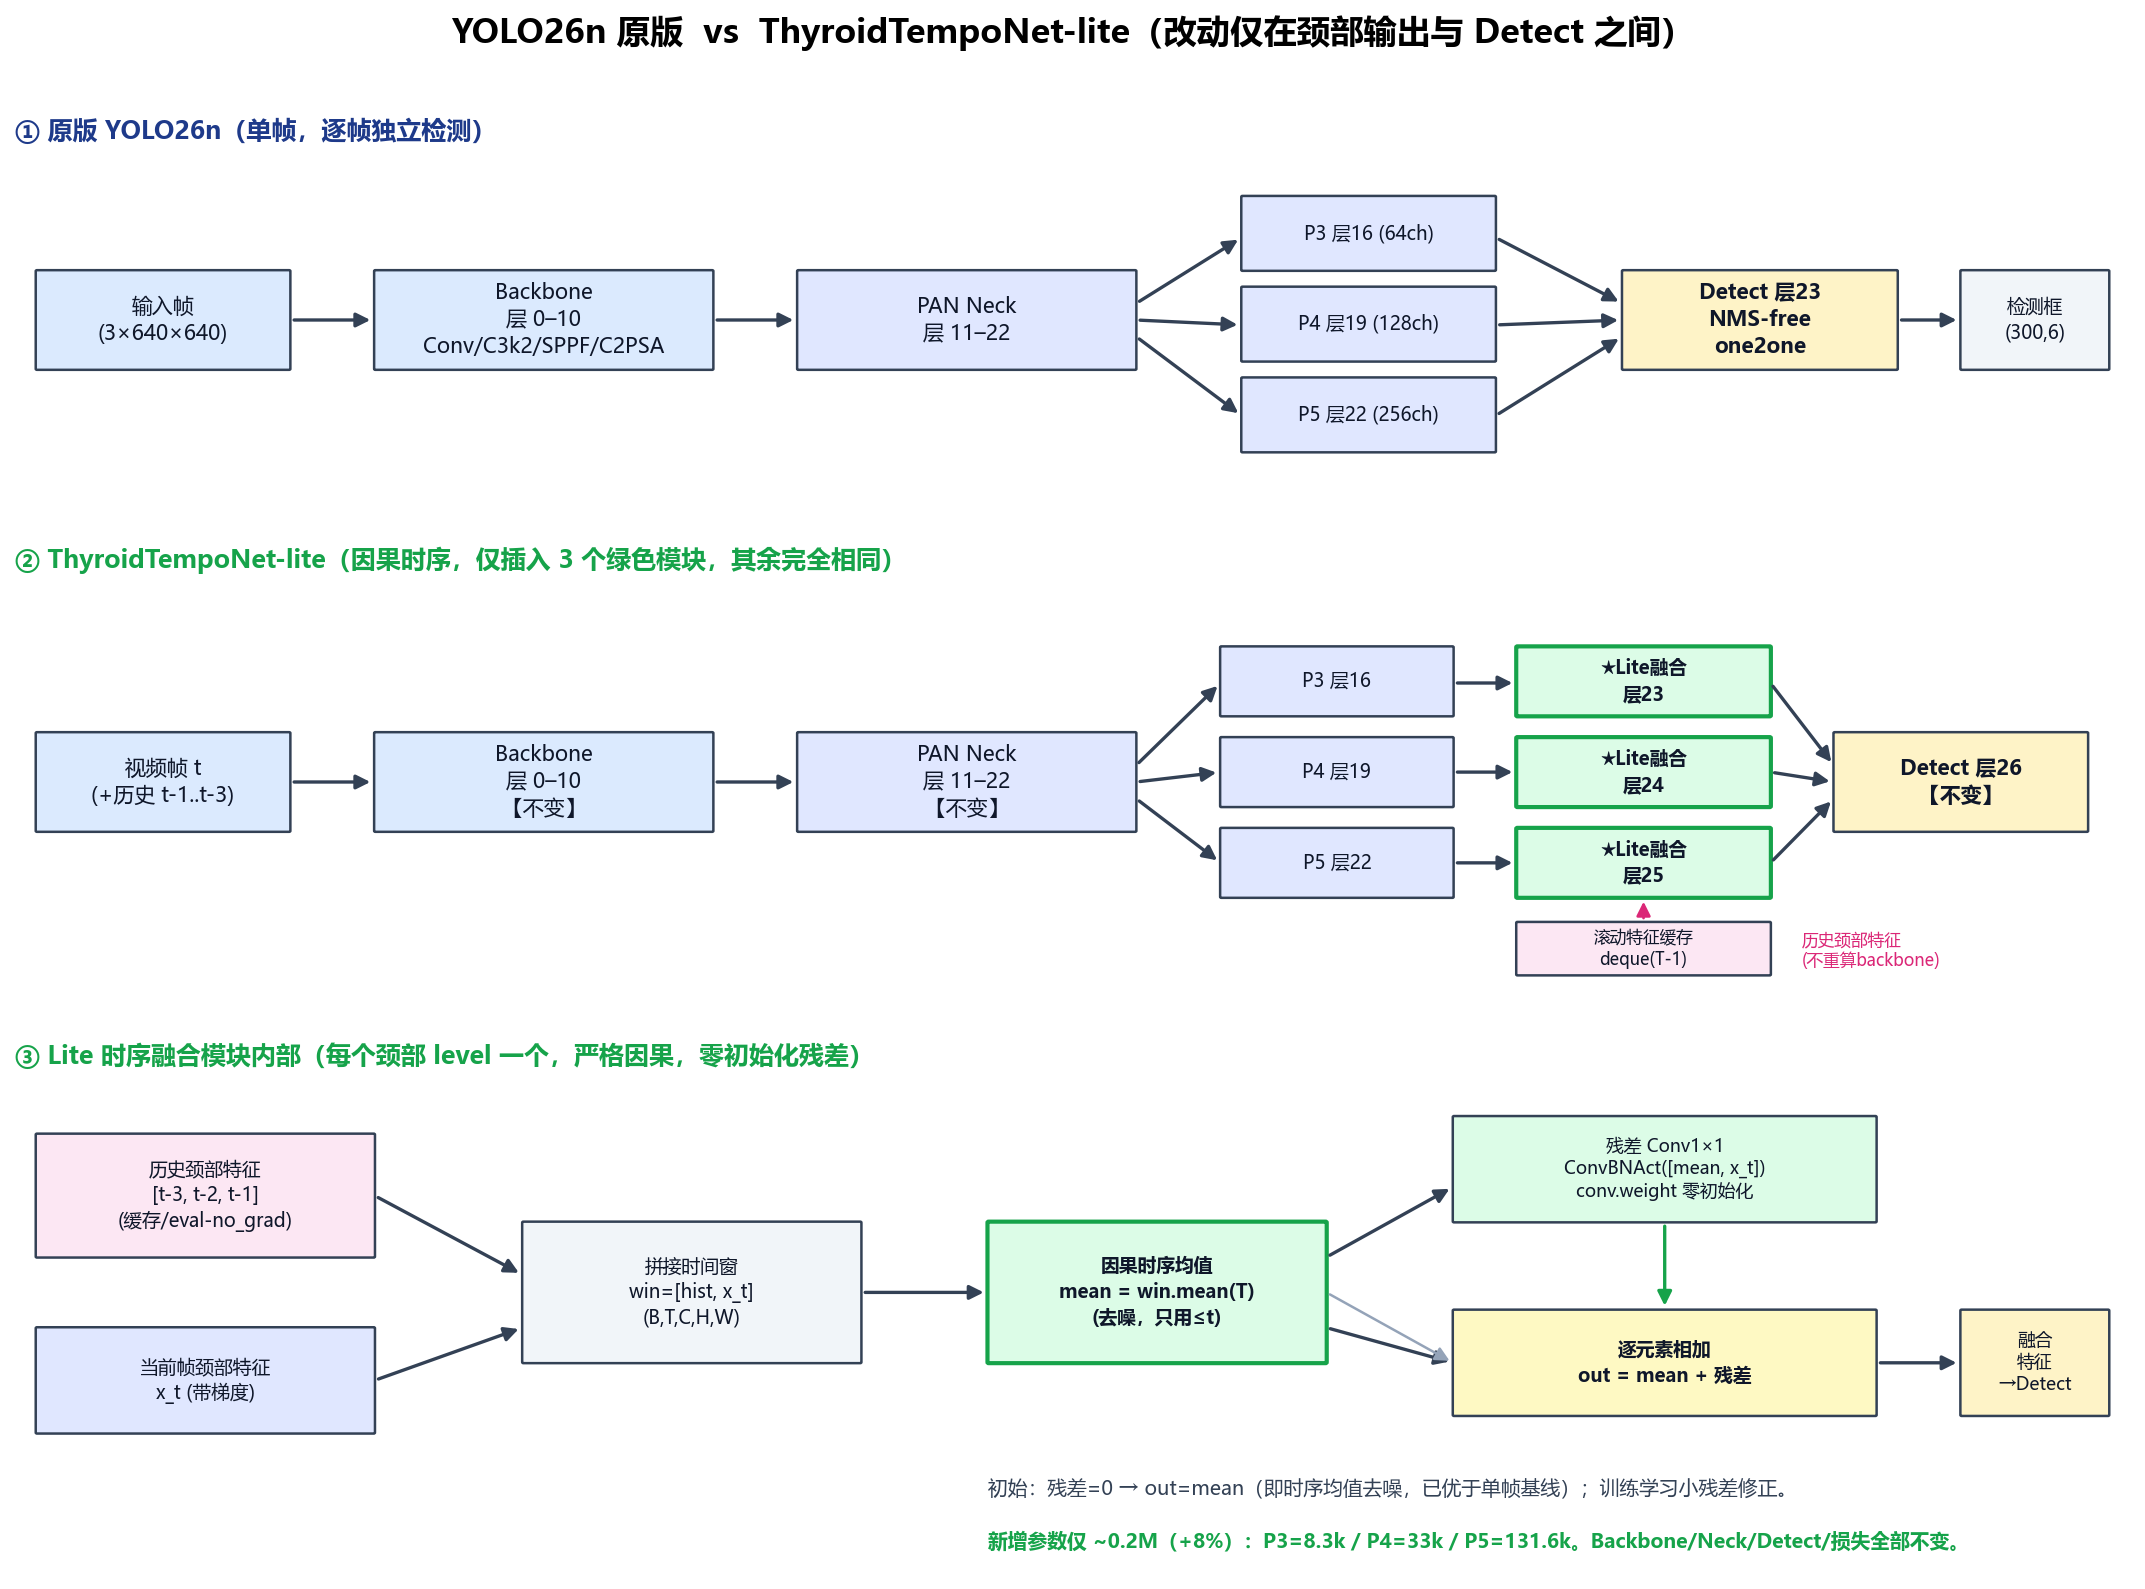 YOLO26n 原版  vs  ThyroidTempoNet-lite（改动仅在颈部输出与 Detect 之间）
① 原版 YOLO26n（单帧，逐帧独立检测）
输入帧
(3×640×640)
Backbone
层 0–10
Conv/C3k2/SPPF/C2PSA
PAN Neck
层 11–22
P3 层16 (64ch)
P4 层19 (128ch)
P5 层22 (256ch)
Detect 层23
NMS-free
one2one
检测框
(300,6)
② ThyroidTempoNet-lite（因果时序，仅插入 3 个绿色模块，其余完全相同）
视频帧 t
(+历史 t-1..t-3)
Backbone
层 0–10
【不变】
PAN Neck
层 11–22
【不变】
P3 层16
P4 层19
P5 层22
★Lite融合
层23
★Lite融合
层24
★Lite融合
层25
滚动特征缓存
deque(T-1)
历史颈部特征
(不重算backbone)
Detect 层26
【不变】
③ Lite 时序融合模块内部（每个颈部 level 一个，严格因果，零初始化残差）
历史颈部特征
[t-3, t-2, t-1]
(缓存/eval-no_grad)
当前帧颈部特征
x_t (带梯度)
拼接时间窗
win=[hist, x_t]
(B,T,C,H,W)
因果时序均值
mean = win.mean(T)
(去噪，只用≤t)
残差 Conv1×1
ConvBNAct([mean, x_t])
conv.weight 零初始化
逐元素相加
out = mean + 残差
融合
特征
→Detect
初始：残差=0 → out=mean（即时序均值去噪，已优于单帧基线）；训练学习小残差修正。
新增参数仅 ~0.2M（+8%）：P3=8.3k / P4=33k / P5=131.6k。Backbone/Neck/Detect/损失全部不变。